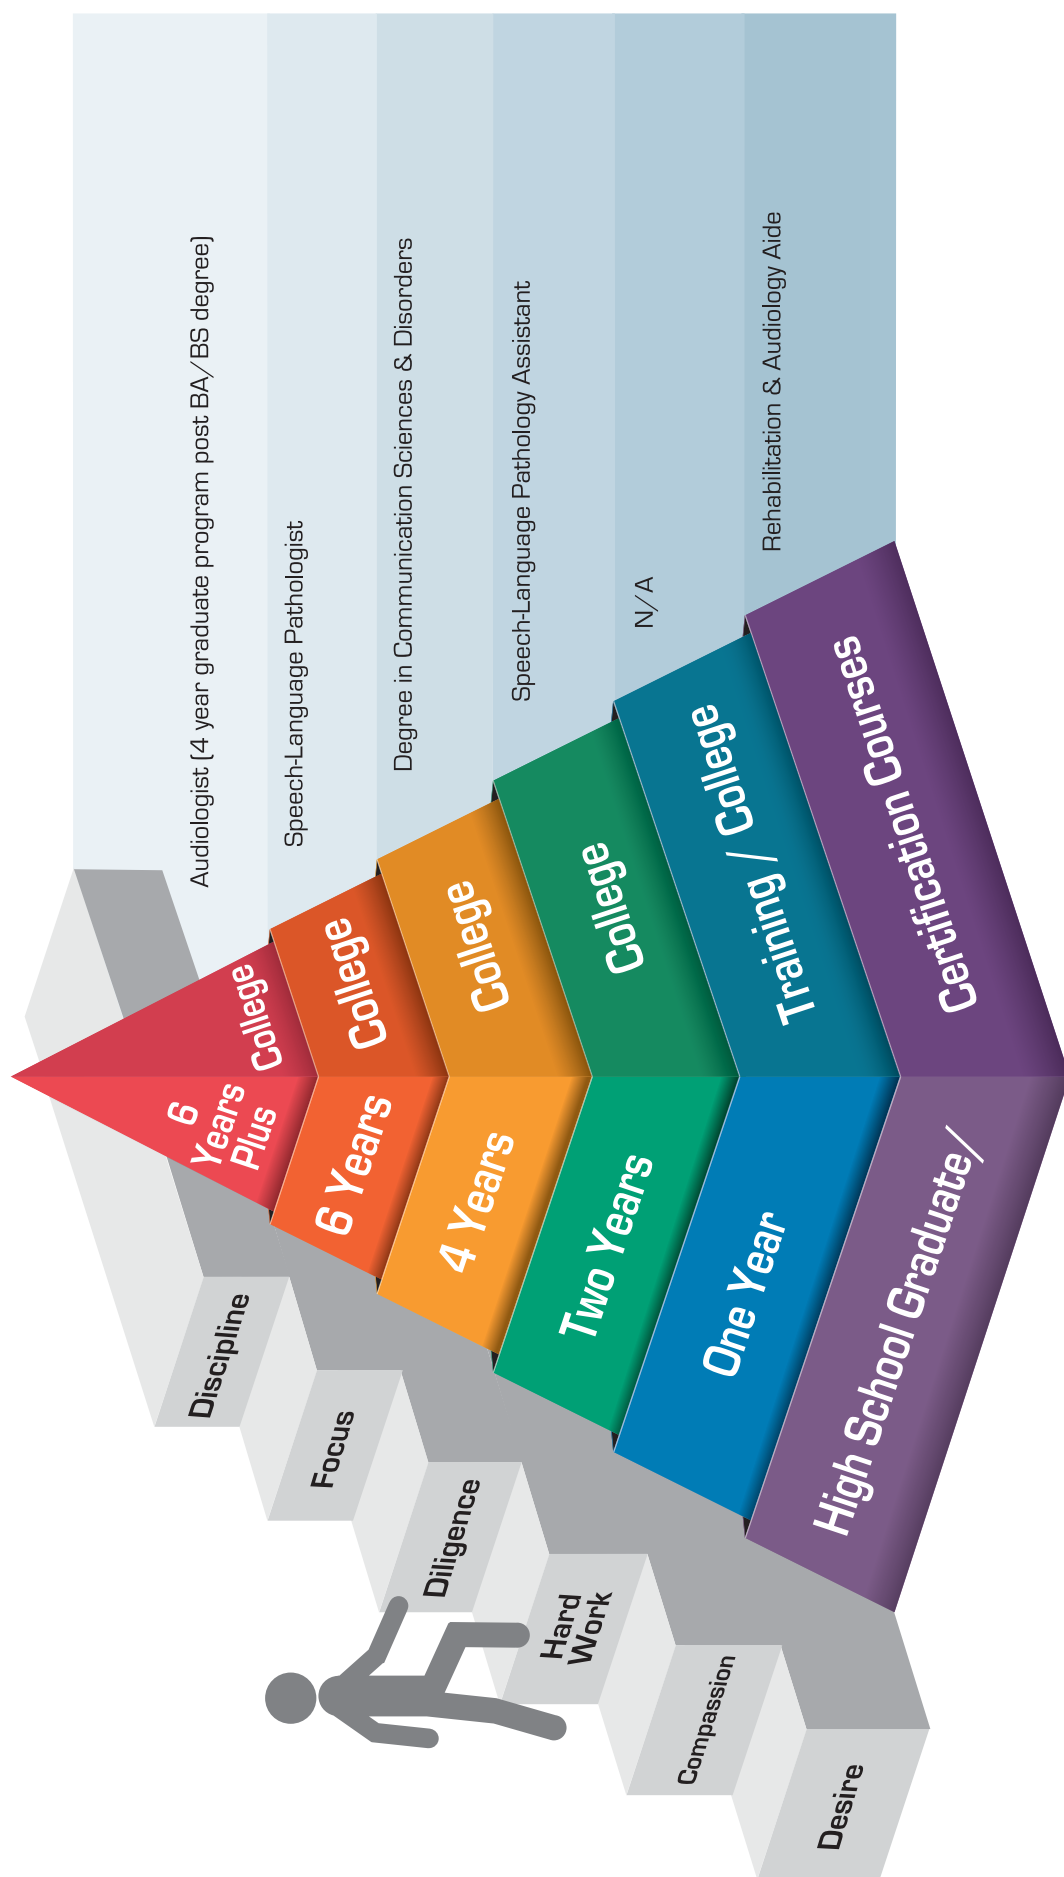 Audiologist (4 year graduate program post BA/BS degree)
Speech-Language Pathologist
Degree in Communication Sciences & Disorders
Speech-Language Pathology Assistant
N/A
Rehabilitation & Audiology Aide
6
Years
Plus
College
6 Years
College
4 Years
College
Two Years
College
One Year
Training / College
High School Graduate/
Certification Courses
Discipline
Focus
Diligence
Hard
Work
Compassion
Desire